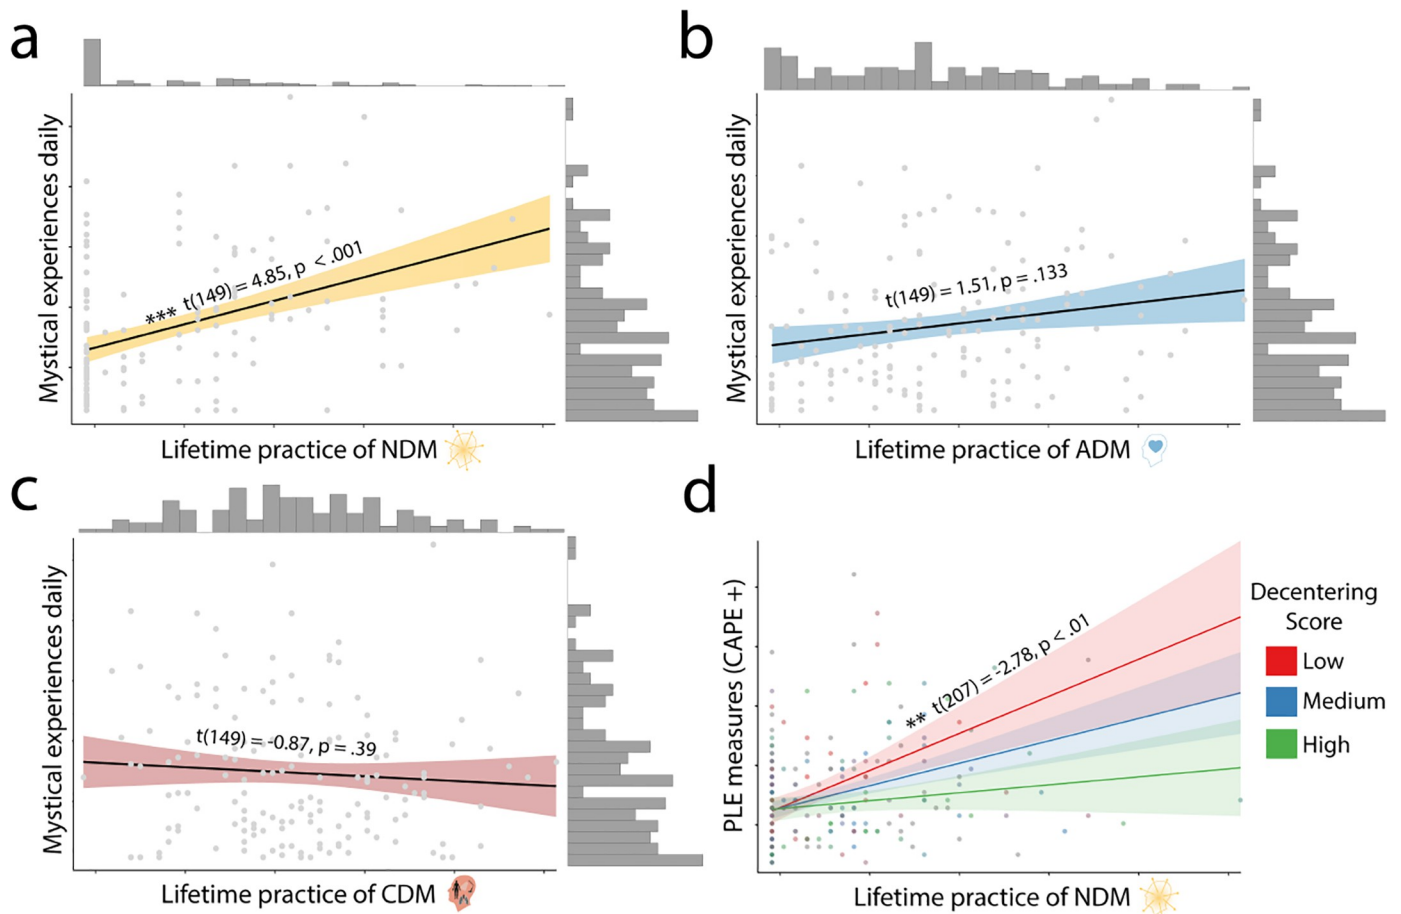 a
Mystical experiences daily
*** t(149) = 4.85, p < .001
Lifetime practice of NDM
b
Mystical experiences daily
t(149) = 1.51, p = .133
Lifetime practice of ADM
c
Mystical experiences daily
t(149) = -0.87, p = .39
Lifetime practice of CDM
d
PLE measures (CAPE +)
** t(207) = -2.78, p < .01
Lifetime practice of NDM
Decentering
Score
Low
Medium
High